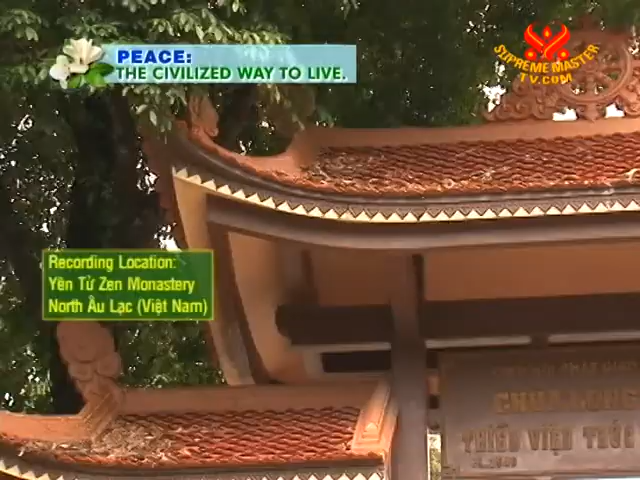 PEACE:
THE CIVILIZED WAY TO LIVE.
SUPREME MASTER
TV.COM
Recording Location:
Yên Tử Zen Monastery
North Âu Lạc (Việt Nam)
CHÙA LONG
THIỀN VIỆN TRÚC